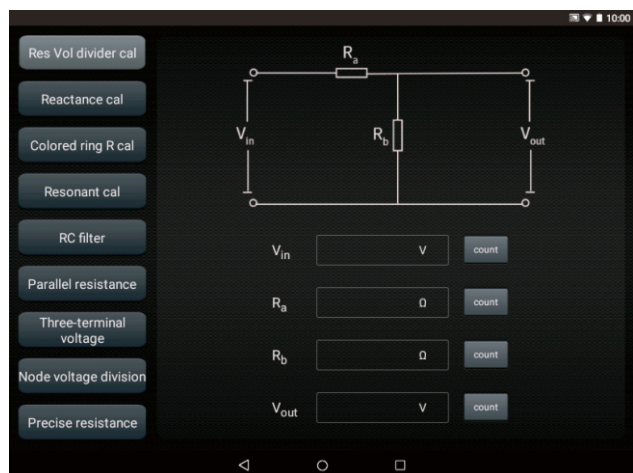 10:00
Res Vol divider cal
Reactance cal
Colored ring R cal
Resonant cal
RC filter
Parallel resistance
Three-terminal
voltage
Node voltage division
Precise resistance
Ra
Vin
Rb
Vout
Vin V count
Ra Ω count
Rb Ω count
Vout V count